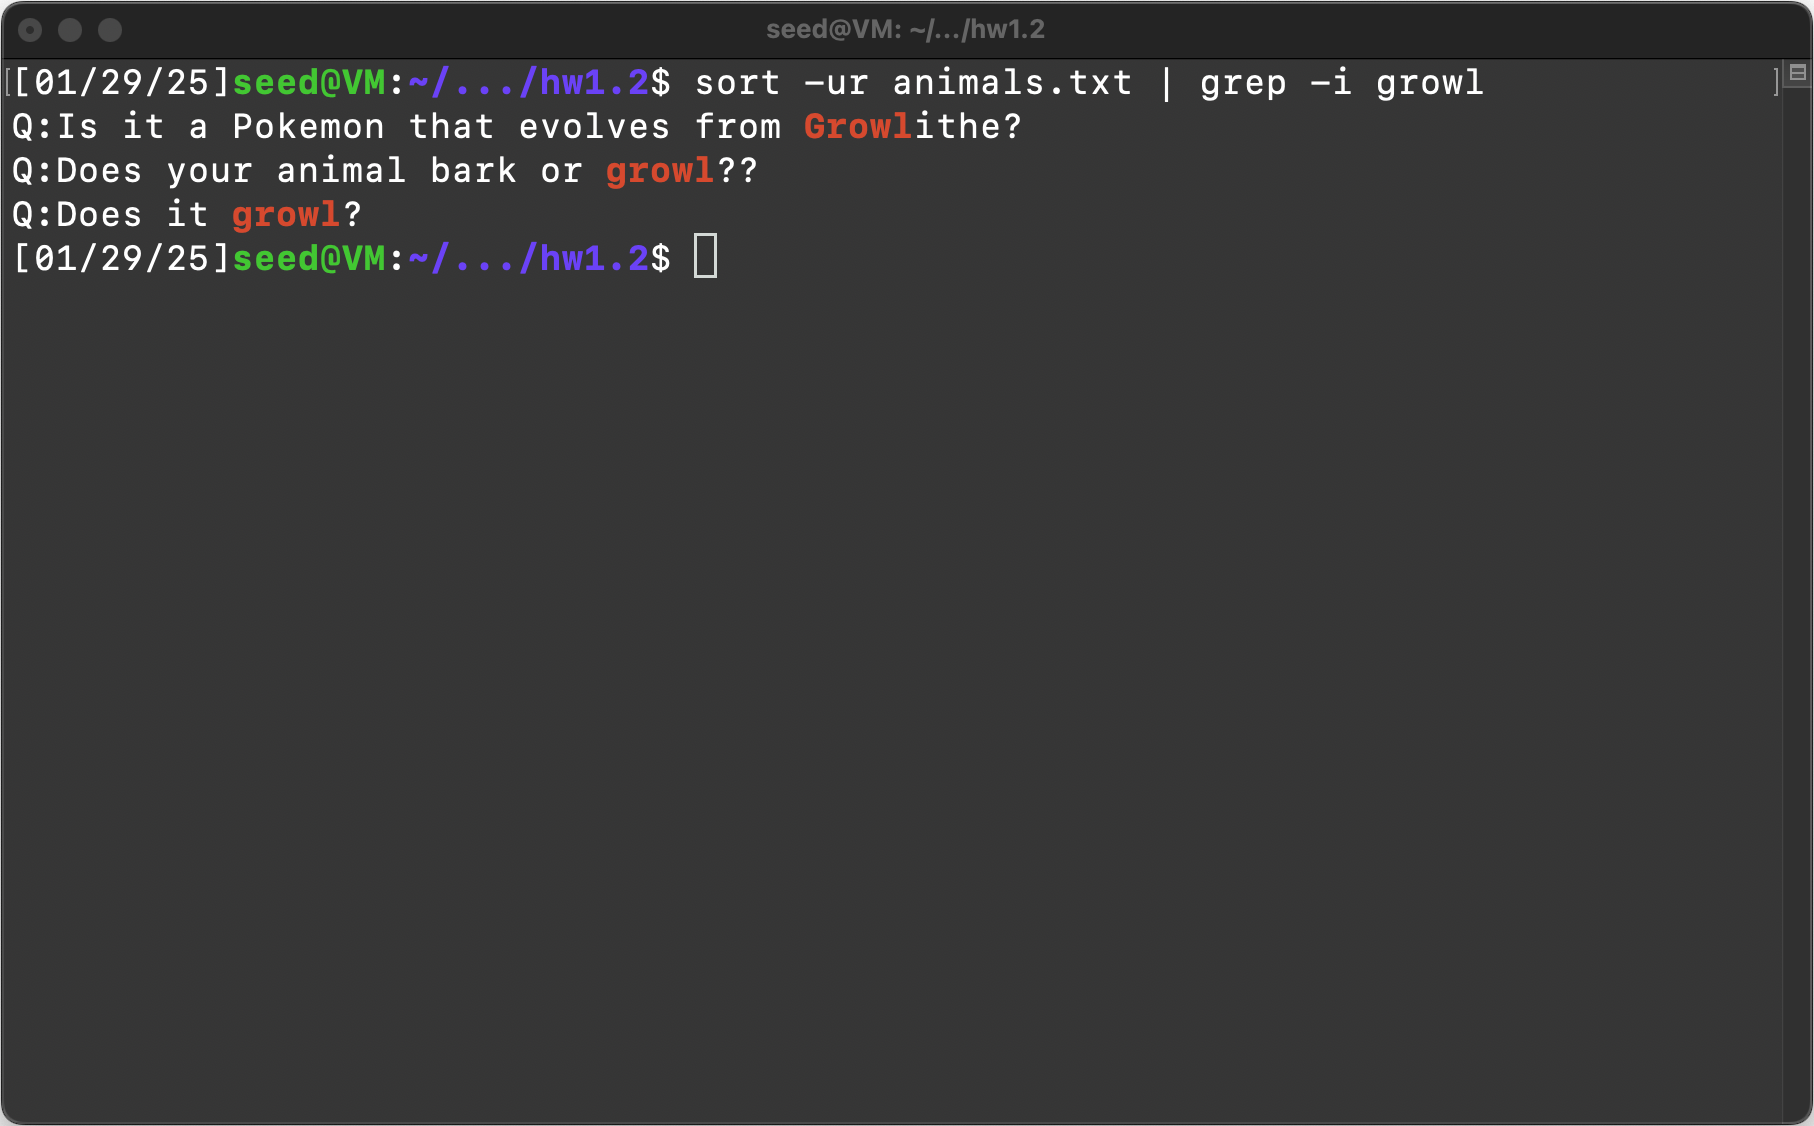 seed@VM: ~/.../hw1.2
[[01/29/25]seed@VM:~/.../hw1.2$ sort -ur animals.txt | grep -i growl ]
Q:Is it a Pokemon that evolves from Growlithe?
Q:Does your animal bark or growl??
Q:Does it growl?
[01/29/25]seed@VM:~/.../hw1.2$